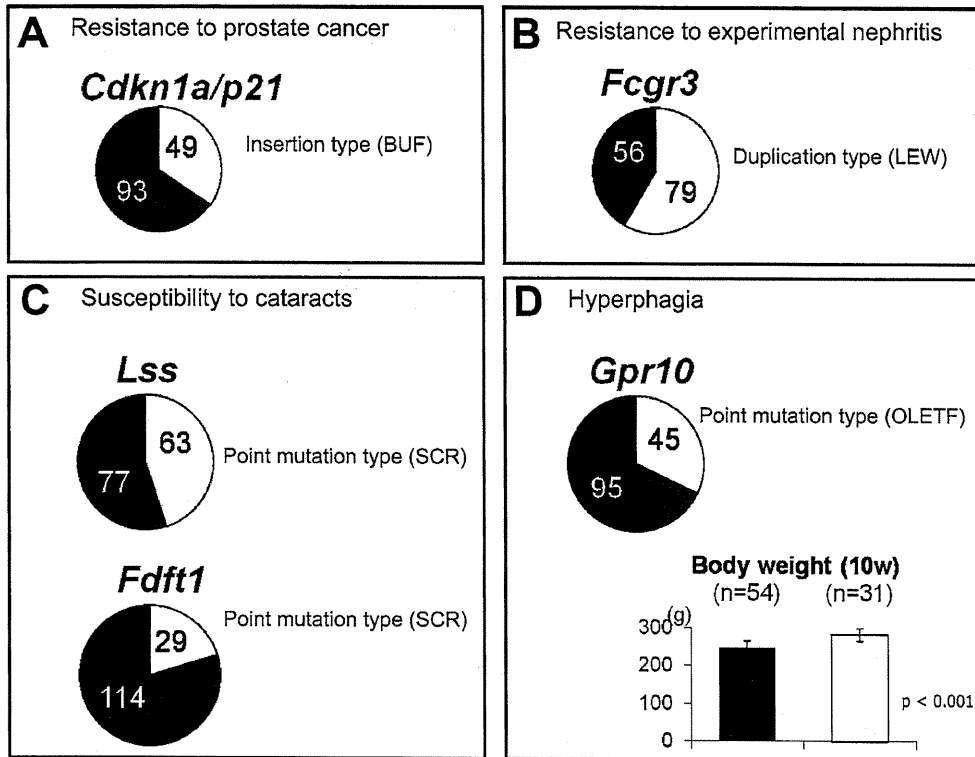 A Resistance to prostate cancer
Cdkn1a/p21
49
93
Insertion type (BUF)
B Resistance to experimental nephritis
Fcgr3
56
79
Duplication type (LEW)
C Susceptibility to cataracts
Lss
63
77
Point mutation type (SCR)
Fdft1
29
114
Point mutation type (SCR)
D Hyperphagia
Gpr10
45
95
Point mutation type (OLETF)
Body weight (10w)
(n=54) (n=31)
(g)
300
200
100
0
p < 0.001